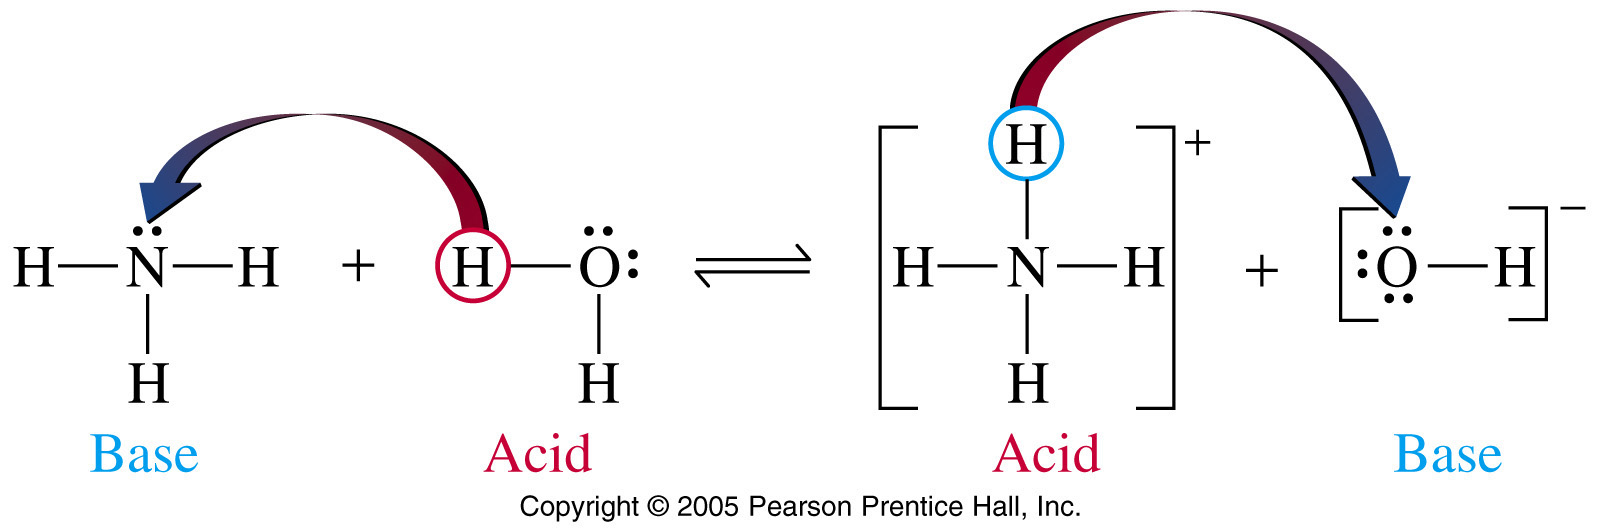 H
+
H N H + H O: ⇌ H N H + :O H −
H H H
Base Acid Acid Base
Copyright © 2005 Pearson Prentice Hall, Inc.